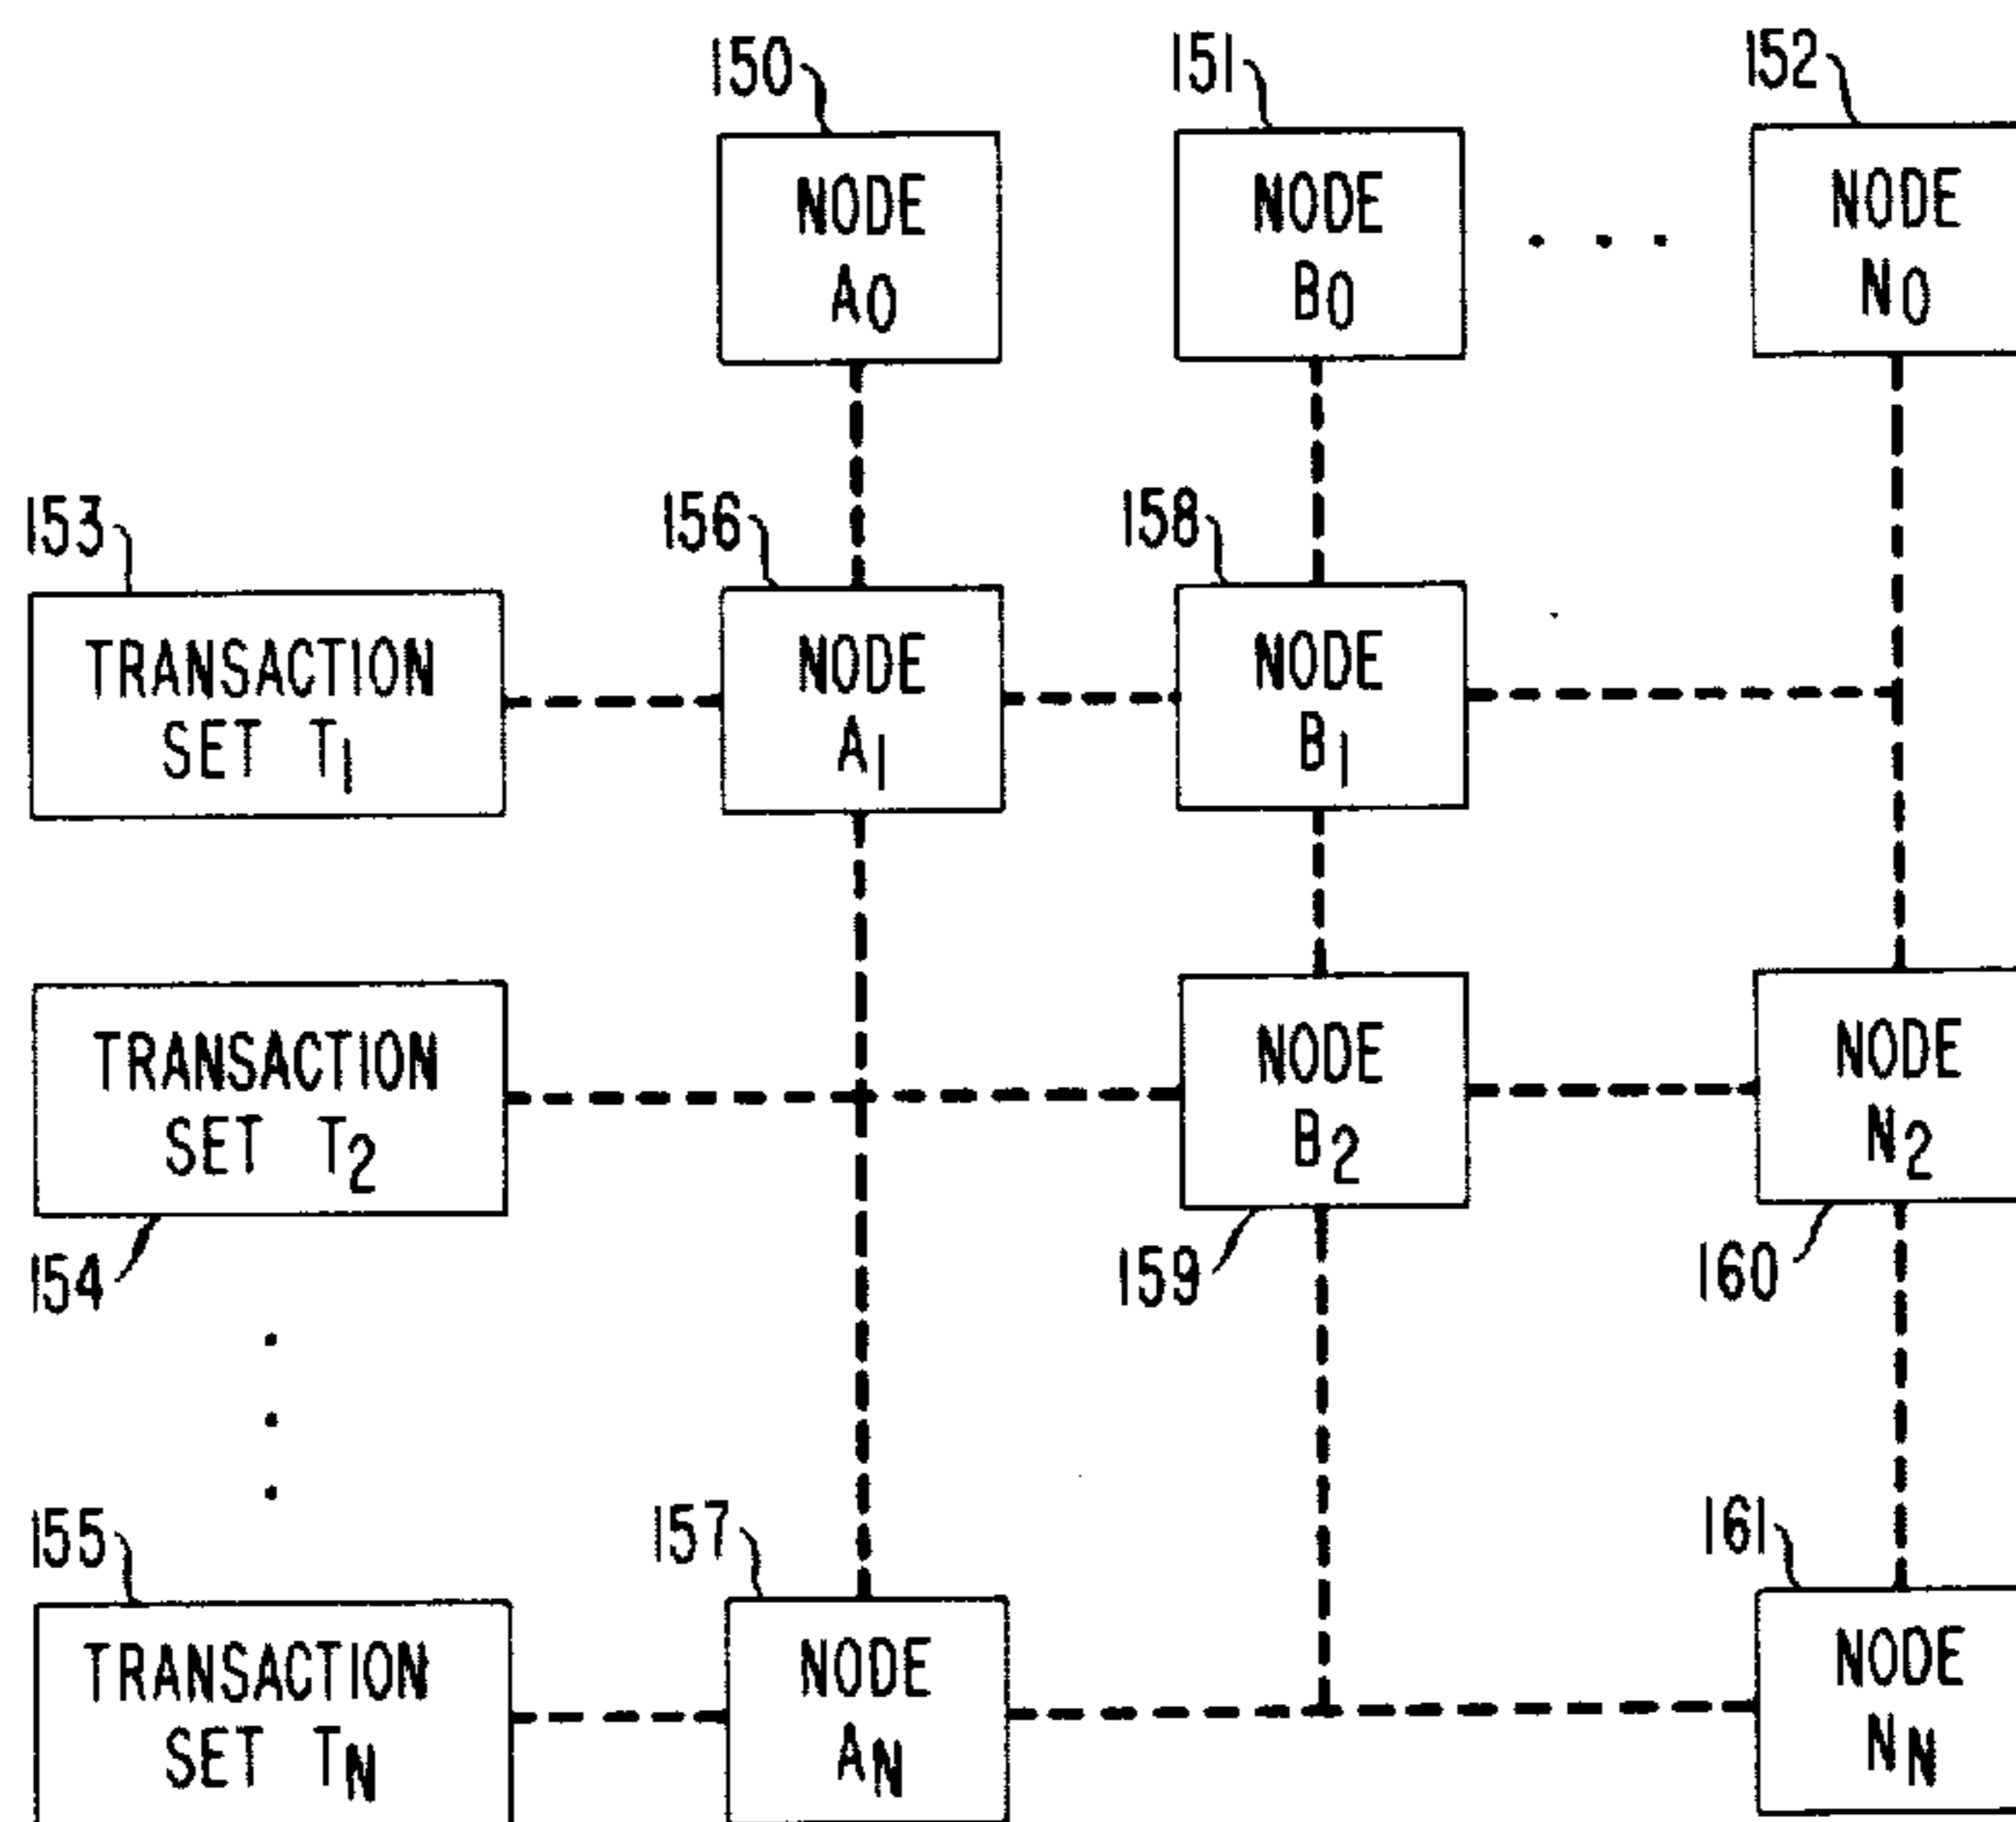 150
151
152
NODE
A0
NODE
B0
. . .
NODE
N0
153
156
158
TRANSACTION
SET T1
NODE
A1
NODE
B1
TRANSACTION
SET T2
NODE
B2
NODE
N2
154
159
160
155
157
161
TRANSACTION
SET TN
NODE
AN
NODE
NN